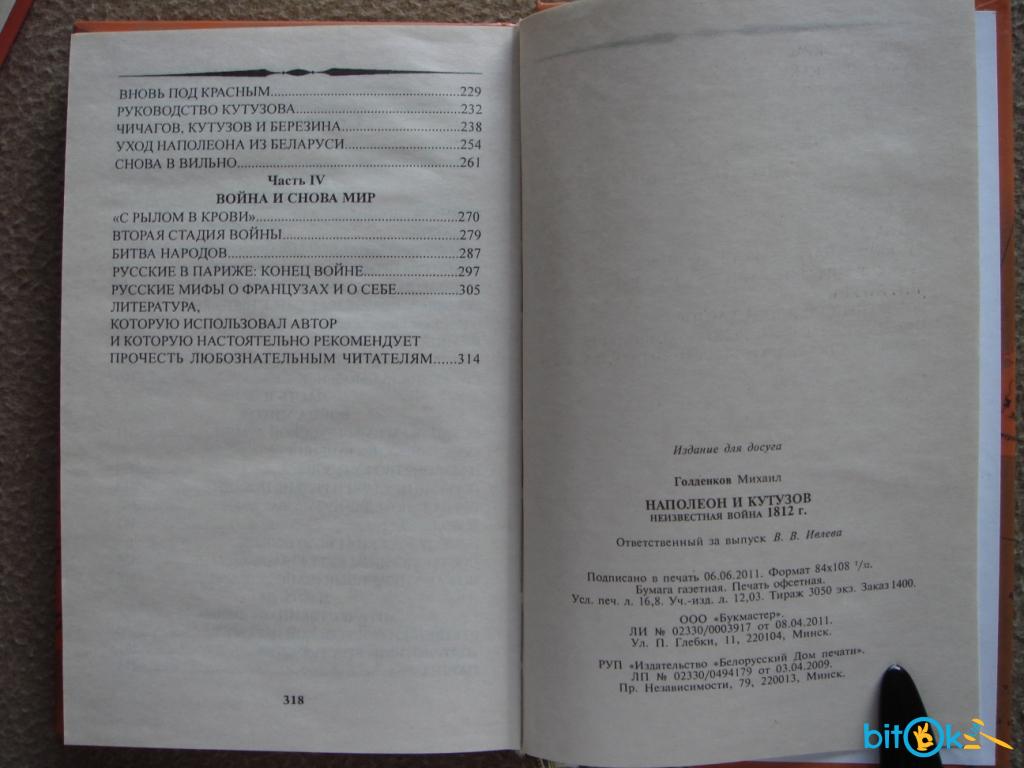 ВНОВЬ ПОД КРАСНЫМ..........................................229
РУКОВОДСТВО КУТУЗОВА.....................................232
ЧИЧАГОВ, КУТУЗОВ И БЕРЕЗИНА...........................238
УХОД НАПОЛЕОНА ИЗ БЕЛАРУСИ..........................254
СНОВА В ВИЛЬНО..................................................261
Часть IV
ВОЙНА И СНОВА МИР
«С РЫЛОМ В КРОВИ»............................................270
ВТОРАЯ СТАДИЯ ВОЙНЫ......................................279
БИТВА НАРОДОВ...................................................287
РУССКИЕ В ПАРИЖЕ: КОНЕЦ ВОЙНЕ.....................297
РУССКИЕ МИФЫ О ФРАНЦУЗАХ И О СЕБЕ..............305
ЛИТЕРАТУРА,
КОТОРУЮ ИСПОЛЬЗОВАЛ АВТОР
И КОТОРУЮ НАСТОЯТЕЛЬНО РЕКОМЕНДУЕТ
ПРОЧЕСТЬ ЛЮБОЗНАТЕЛЬНЫМ ЧИТАТЕЛЯМ......314
318
Издание для досуга
Голденков Михаил
НАПОЛЕОН И КУТУЗОВ
НЕИЗВЕСТНАЯ ВОЙНА 1812 г.
Ответственный за выпуск В. В. Ивлева
Подписано в печать 06.06.2011. Формат 84х108 1/32.
Бумага газетная. Печать офсетная.
Усл. печ. л. 16,8. Уч.-изд. л. 12,03. Тираж 3050 экз. Заказ 1400.
ООО «Букмастер».
ЛИ № 02330/0003917 от 08.04.2011.
Ул. П. Глебки, 11, 220104, Минск.
РУП «Издательство «Белорусский Дом печати».
ЛП № 02330/0494179 от 03.04.2009.
Пр. Независимости, 79, 220013, Минск.
bitok